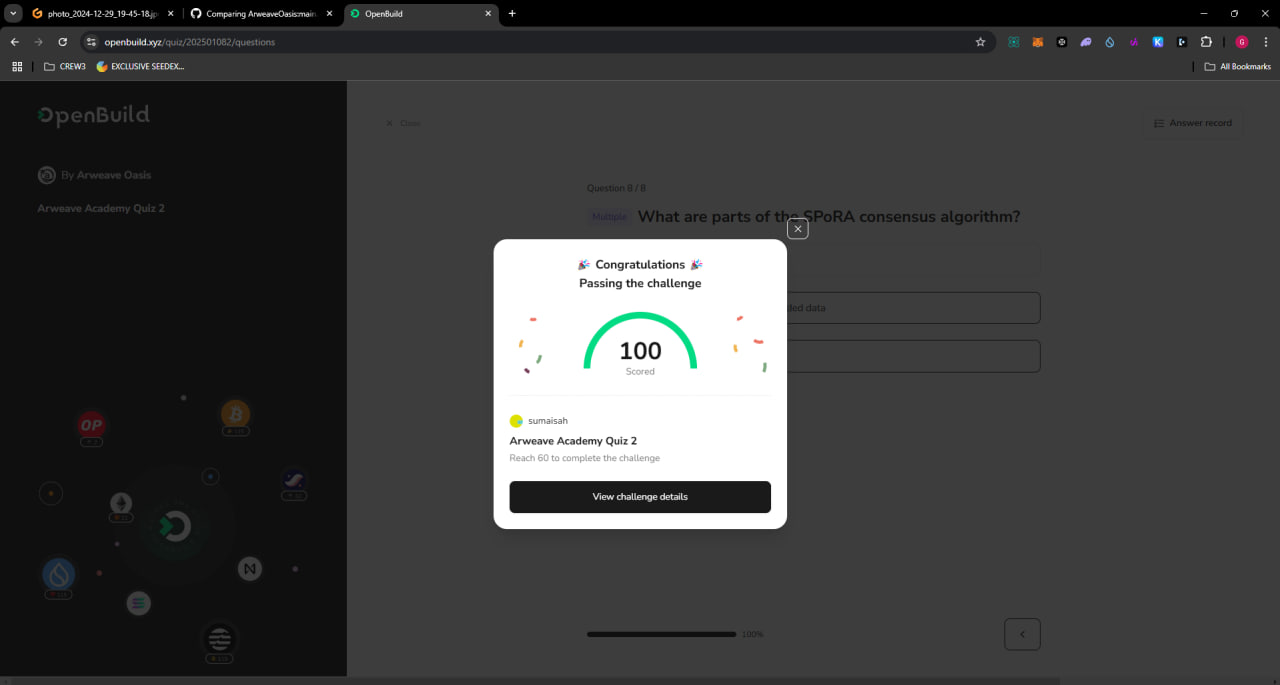 photo_2024-12-29_19-45-18.jp
Comparing ArweaveOasis:main
OpenBuild
openbuild.xyz/quiz/202501082/questions
CREW3
EXCLUSIVE SEEDEX...
All Bookmarks
OpenBuild
By Arweave Oasis
Arweave Academy Quiz 2
OP
Close
Answer record
Question 8 / 8
Multiple What are parts of the SPoRA consensus algorithm?
data
🎉 Congratulations 🎉
Passing the challenge
100
Scored
sumaisah
Arweave Academy Quiz 2
Reach 60 to complete the challenge
View challenge details
100%